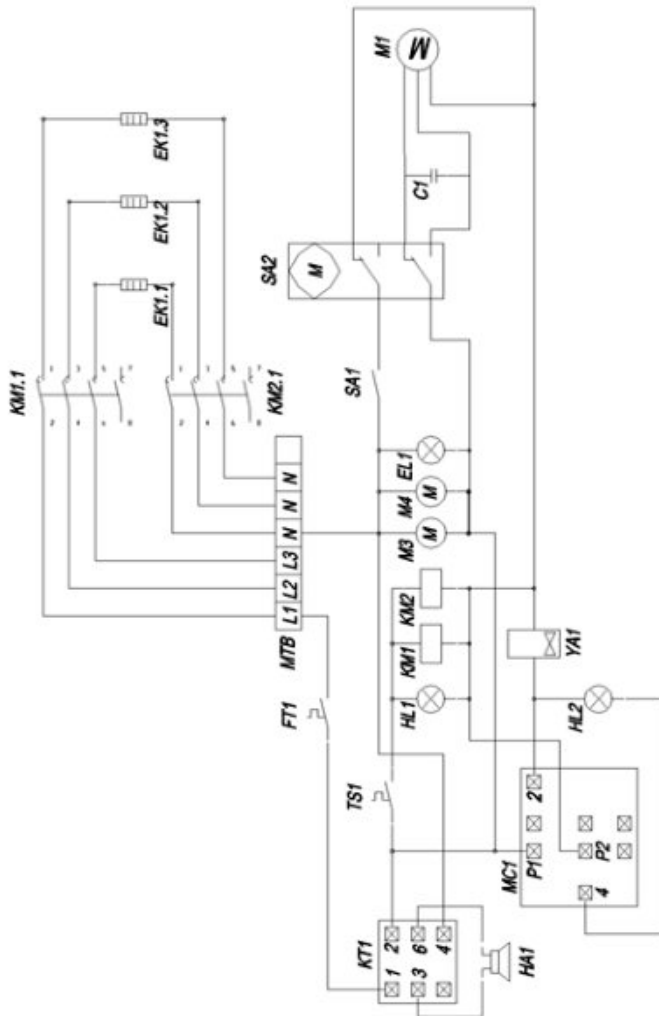 KM1.1
EK1.3
EK1.2
EK1.1
KM2.1
MTB
L1
L2
L3
N
N
N
FT1
TS1
KT1
1
2
3
6
4
HA1
HL1
KM1
KM2
M3
M
M4
M
EL1
SA1
SA2
M
C1
M1
M
MC1
P1
2
P2
4
HL2
YA1